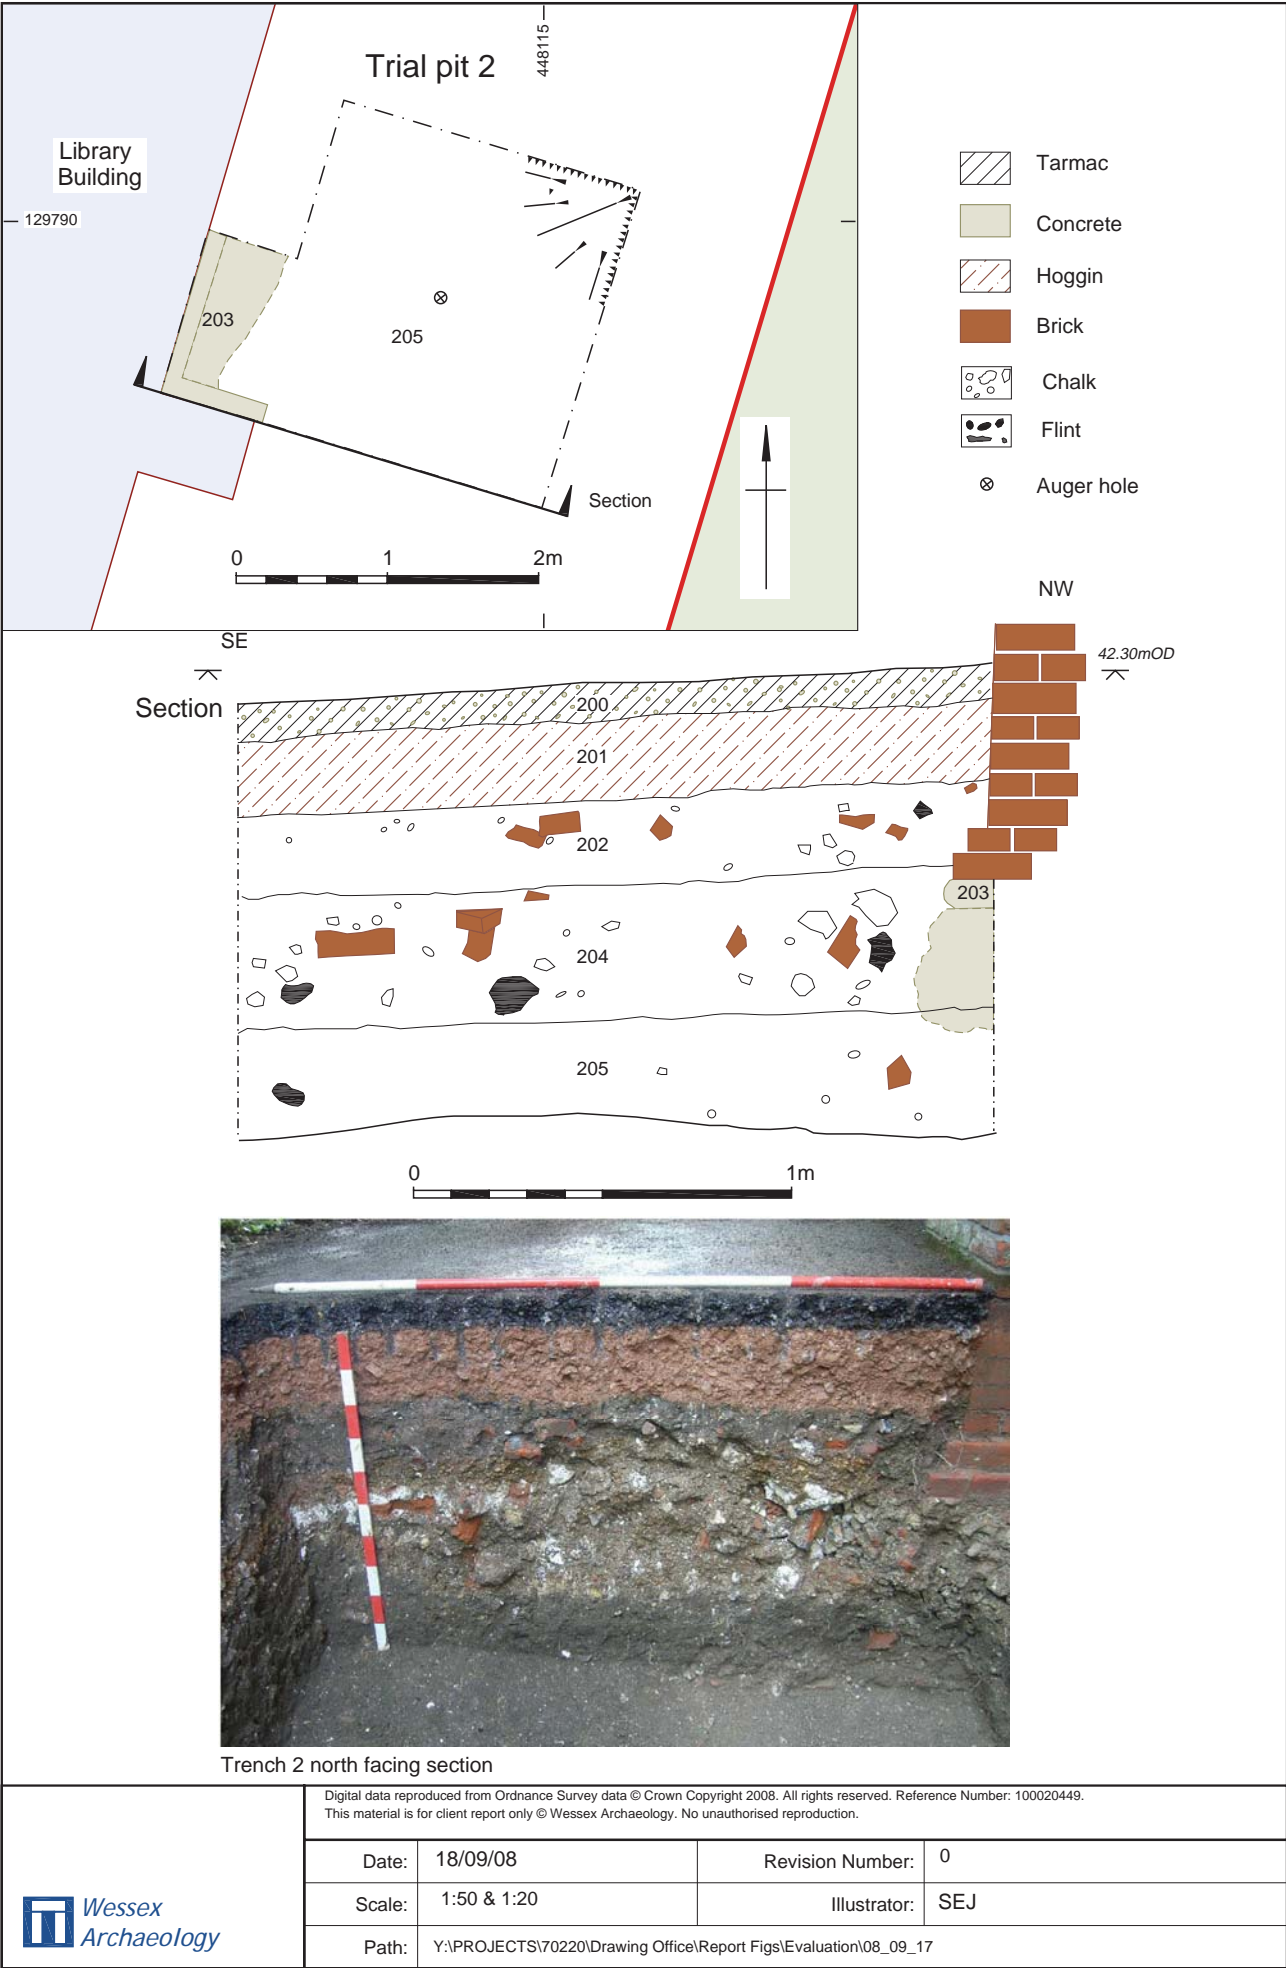 Trial pit 2
448115
Library
Building
129790
203
205
Section
0 1 2m
Tarmac
Concrete
Hoggin
Brick
Chalk
Flint
Auger hole
NW
SE
42.30mOD
Section
200
201
202
203
204
205
0 1m
Trench 2 north facing section
Digital data reproduced from Ordnance Survey data © Crown Copyright 2008. All rights reserved. Reference Number: 100020449.
This material is for client report only © Wessex Archaeology. No unauthorised reproduction.
Date: 18/09/08 Revision Number: 0
Scale: 1:50 & 1:20 Illustrator: SEJ
Path: Y:\PROJECTS\70220\Drawing Office\Report Figs\Evaluation\08_09_17
Wessex
Archaeology